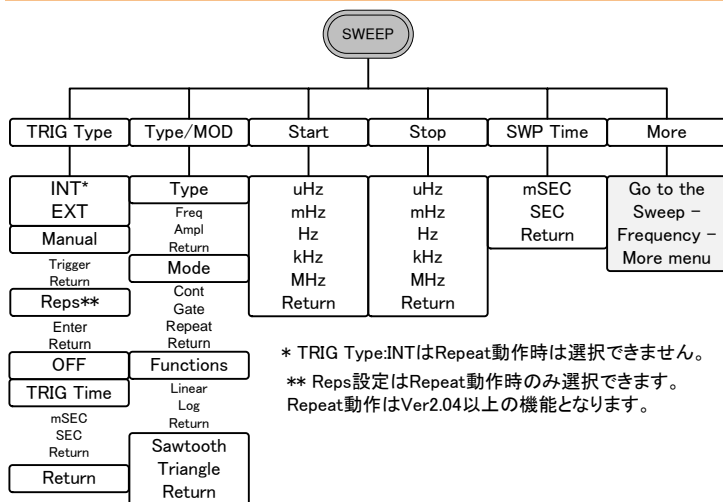 SWEEP
TRIG Type
Type/MOD
Start
Stop
SWP Time
More
INT*
EXT
Manual
Trigger
Return
Reps**
Enter
Return
OFF
TRIG Time
mSEC
SEC
Return
Return
Type
Freq
Ampl
Return
Mode
Cont
Gate
Repeat
Return
Functions
Linear
Log
Return
Sawtooth
Triangle
Return
uHz
mHz
Hz
kHz
MHz
Return
uHz
mHz
Hz
kHz
MHz
Return
mSEC
SEC
Return
Go to the
Sweep –
Frequency –
More menu
* TRIG Type:INTはRepeat動作時は選択できません。
** Reps設定はRepeat動作時のみ選択できます。
Repeat動作はVer2.04以上の機能となります。